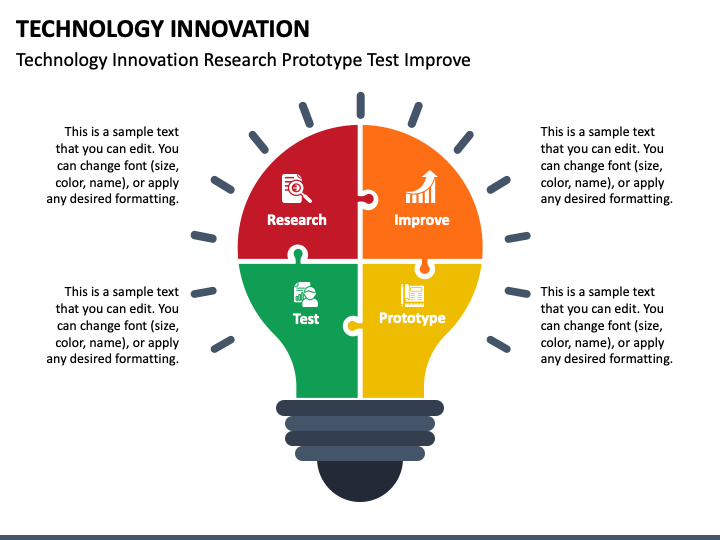 TECHNOLOGY INNOVATION
Technology Innovation Research Prototype Test Improve
This is a sample text
that you can edit. You
can change font (size,
color, name), or apply
any desired formatting.
This is a sample text
that you can edit. You
can change font (size,
color, name), or apply
any desired formatting.
Research
Improve
Test
Prototype
This is a sample text
that you can edit. You
can change font (size,
color, name), or apply
any desired formatting.
This is a sample text
that you can edit. You
can change font (size,
color, name), or apply
any desired formatting.